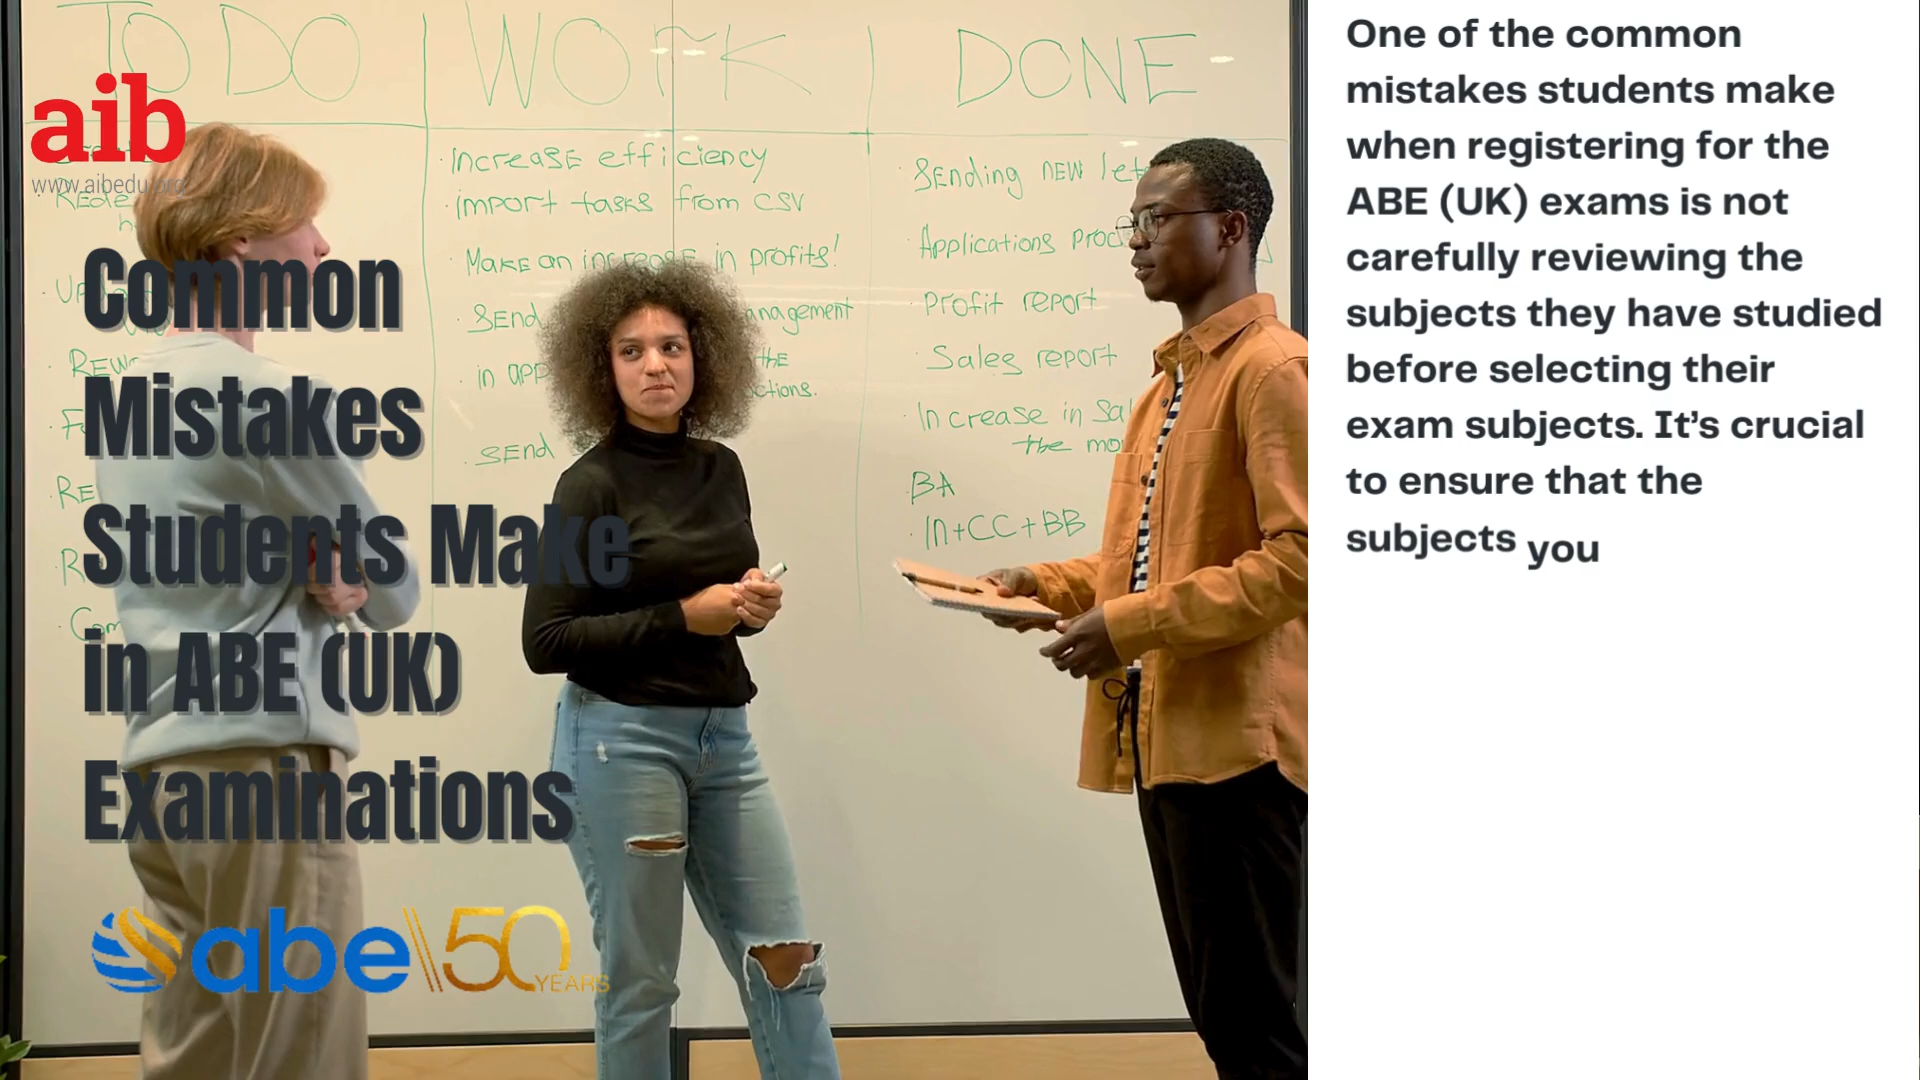 TO DO
WORK
DONE
aib
www.aibedu.org
Common
Mistakes
Students Make
in ABE (UK)
Examinations
abe 50
YEARS
increase efficiency
import tasks from CSV
Make an increase in profits!
Send
anagement
in app
the
ctions.
Send
Sending new let
Applications proc
Profit report
Sales report
Increase in Sal
the mo
BA
In+CC+BB
One of the common
mistakes students make
when registering for the
ABE (UK) exams is not
carefully reviewing the
subjects they have studied
before selecting their
exam subjects. It’s crucial
to ensure that the
subjects you